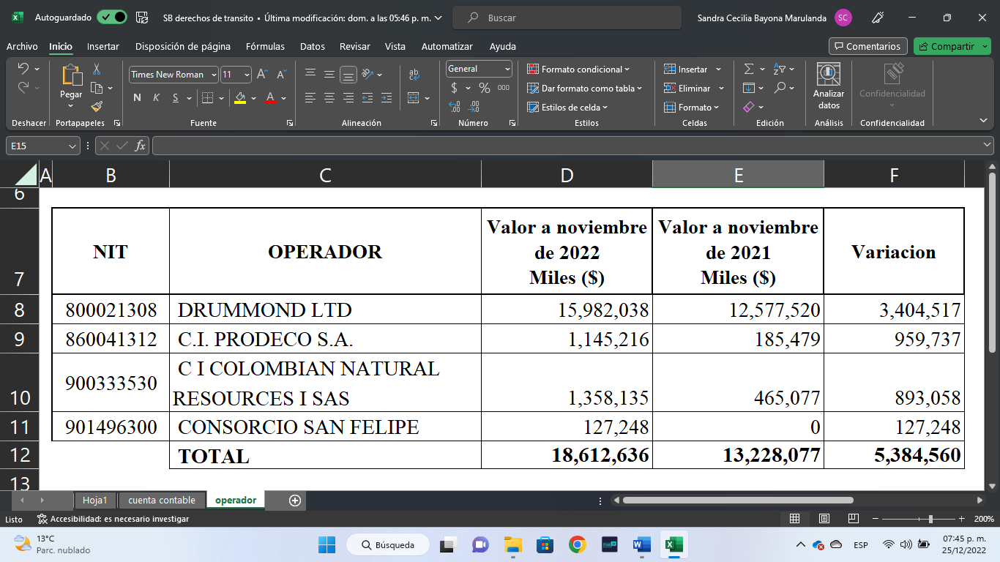 Autoguardado SB derechos de transito • Última modificación: dom. a las 05:46 p. m. Buscar Sandra Cecilia Bayona Marulanda SC
Archivo Inicio Insertar Disposición de página Fórmulas Datos Revisar Vista Automatizar Ayuda Comentarios Compartir
Times New Roman 11 General Formato condicional Insertar
Pegar N K S A $ % 000 Dar formato como tabla Eliminar Analizar datos Confidencialidad
Estilos de celda Formato
Deshacer Portapapeles Fuente Alineación Número Estilos Celdas Edición Análisis Confidencialidad
E15 fx
A B C D E F
6
7 NIT OPERADOR Valor a noviembre de 2022 Miles ($) Valor a noviembre de 2021 Miles ($) Variacion
8 800021308 DRUMMOND LTD 15,982,038 12,577,520 3,404,517
9 860041312 C.I. PRODECO S.A. 1,145,216 185,479 959,737
10 900333530 C I COLOMBIAN NATURAL RESOURCES I SAS 1,358,135 465,077 893,058
11 901496300 CONSORCIO SAN FELIPE 127,248 0 127,248
12 TOTAL 18,612,636 13,228,077 5,384,560
13
Hoja1 cuenta contable operador
Listo Accesibilidad: es necesario investigar 200%
13°C
Parc. nublado
Búsqueda
ESP
07:45 p. m.
25/12/2022